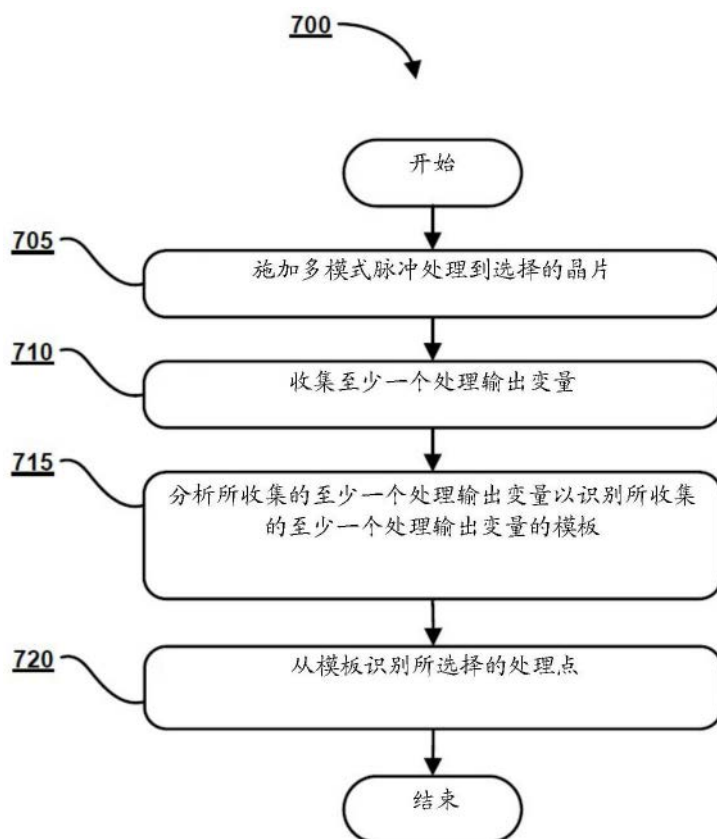 700
开始
705
施加多模式脉冲处理到选择的晶片
710
收集至少一个处理输出变量
715
分析所收集的至少一个处理输出变量以识别所收集
的至少一个处理输出变量的模板
720
从模板识别所选择的处理点
结束